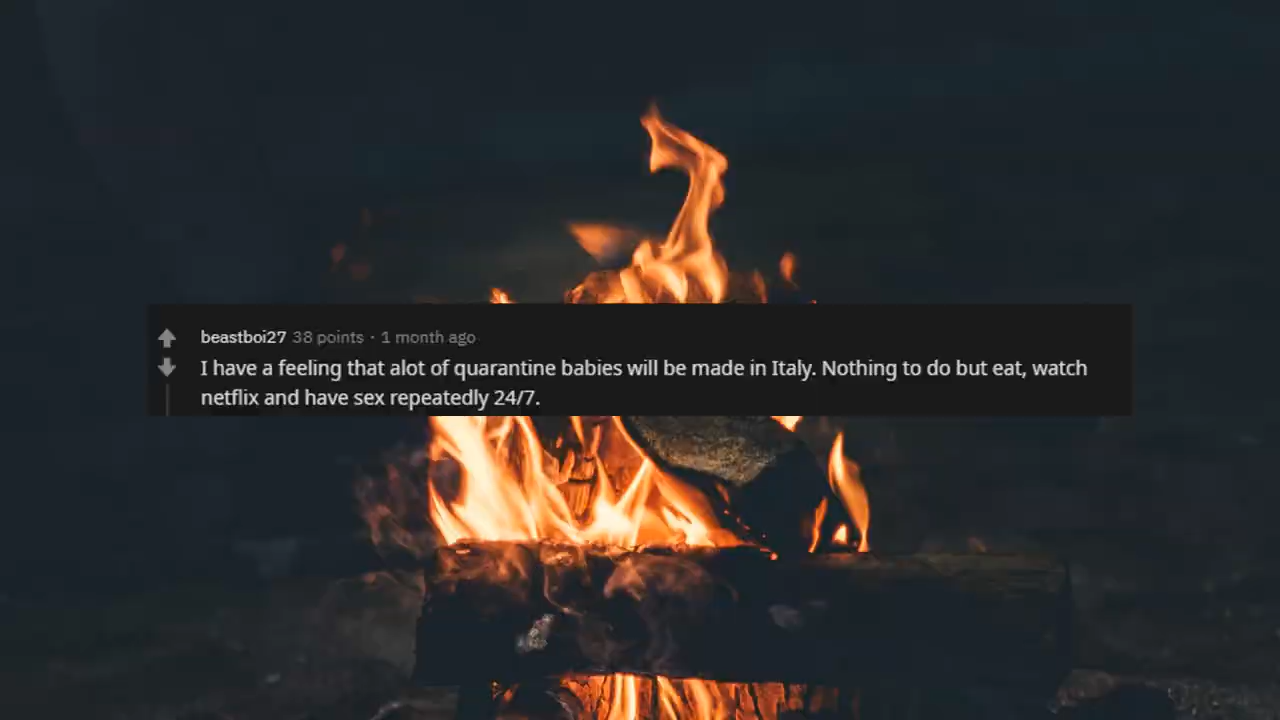 beastboi27 38 points · 1 month ago
I have a feeling that alot of quarantine babies will be made in Italy. Nothing to do but eat, watch
netflix and have sex repeatedly 24/7.